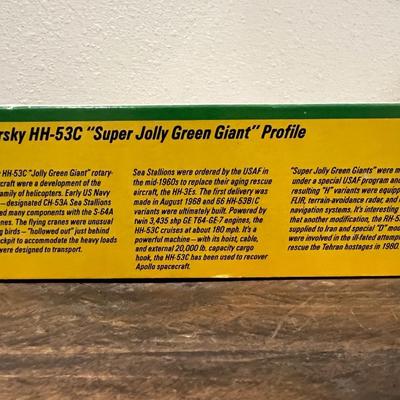 rsky HH-53C "Super Jolly Green Giant" Profile
HH-53C "Jolly Green Giant" rotary-
craft were a development of the
family of helicopters. Early US Navy
– designated CH-53A Sea Stallions
ed many components with the S-64A
nes. The flying cranes were unusual
g birds – "hollowed out" just behind
ckpit to accommodate the heavy loads
were designed to transport.
Sea Stallions were ordered by the USAF in
the mid-1960s to replace their aging rescue
aircraft, the HH-3Es. The first delivery was
made in August 1968 and 66 HH-53B/C
variants were ultimately built. Powered by
twin 3,435 shp GE T64-GE-7 engines, the
HH-53C cruises at about 180 mph. It's a
powerful machine – with its hoist, cable,
and external 20,000 lb. capacity cargo
hook, the HH-53C has been used to recover
Apollo spacecraft.
"Super Jolly Green Giants" were m
under a special USAF program and
resulting "H" variants were equipp
FLIR, terrain-avoidance radar, and i
navigation systems. It's interesting
that another modification, the RH-5
supplied to Iran and special "D" mod
were involved in the ill-fated attemp
rescue the Tehran hostages in 1980.